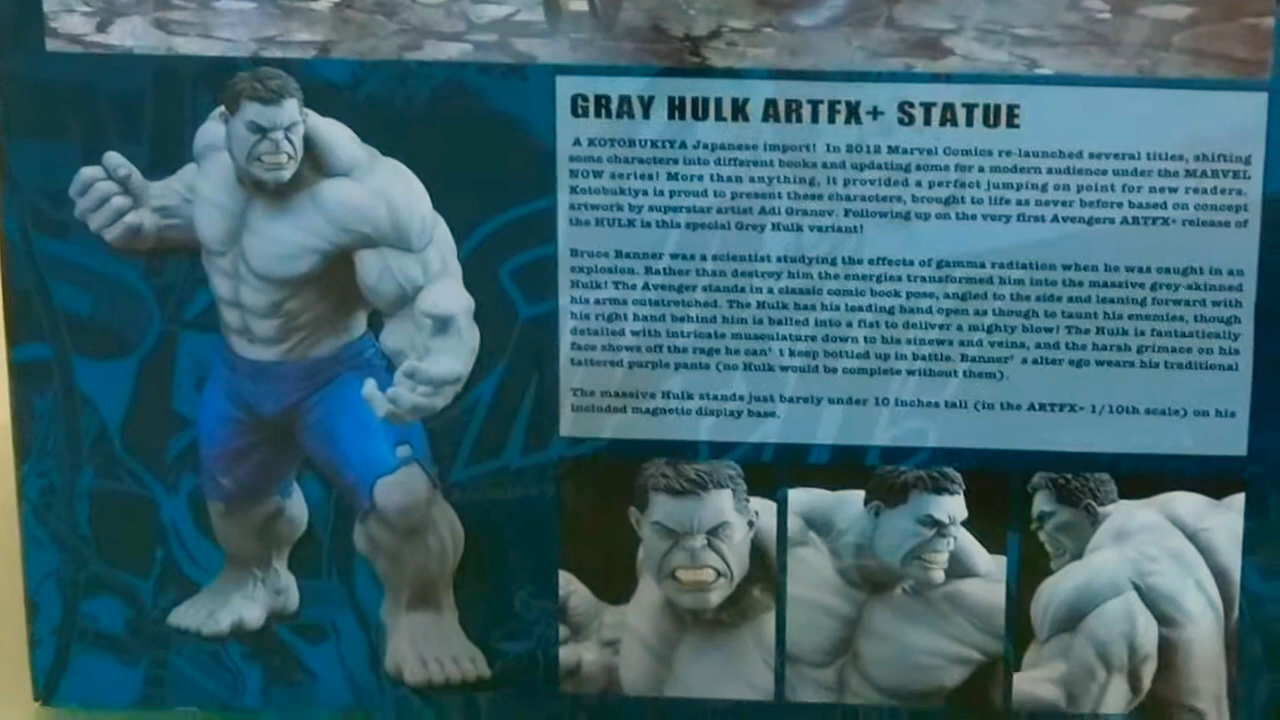 GRAY HULK ARTFX+ STATUE
A KOTOBUKIYA Japanese import! In 2012 Marvel Comics re-launched several titles, shifting
some characters into different books and updating some for a modern audience under the MARVEL
NOW series! More than anything, it provided a perfect jumping on point for new readers.
Kotobukiya is proud to present these characters, brought to life as never before based on concept
artwork by superstar artist Adi Granov. Following up on the very first Avengers ARTFX+ release of
the HULK is this special Grey Hulk variant!
Bruce Banner was a scientist studying the effects of gamma radiation when he was caught in an
explosion. Rather than destroy him the energies transformed him into the massive grey-skinned
Hulk! The Avenger stands in a classic comic book pose, angled to the side and leaning forward with
his arms outstretched. The Hulk has his leading hand open as though to taunt his enemies, though
his right hand behind him is balled into a fist to deliver a mighty blow! The Hulk is fantastically
detailed with intricate musculature down to his sinews and veins, and the harsh grimace on his
face shows off the rage he can't keep bottled up in battle. Banner's alter ego wears his traditional
tattered purple pants (no Hulk would be complete without them).
The massive Hulk stands just barely under 10 inches tall (in the ARTFX+ 1/10th scale) on his
included magnetic display base.